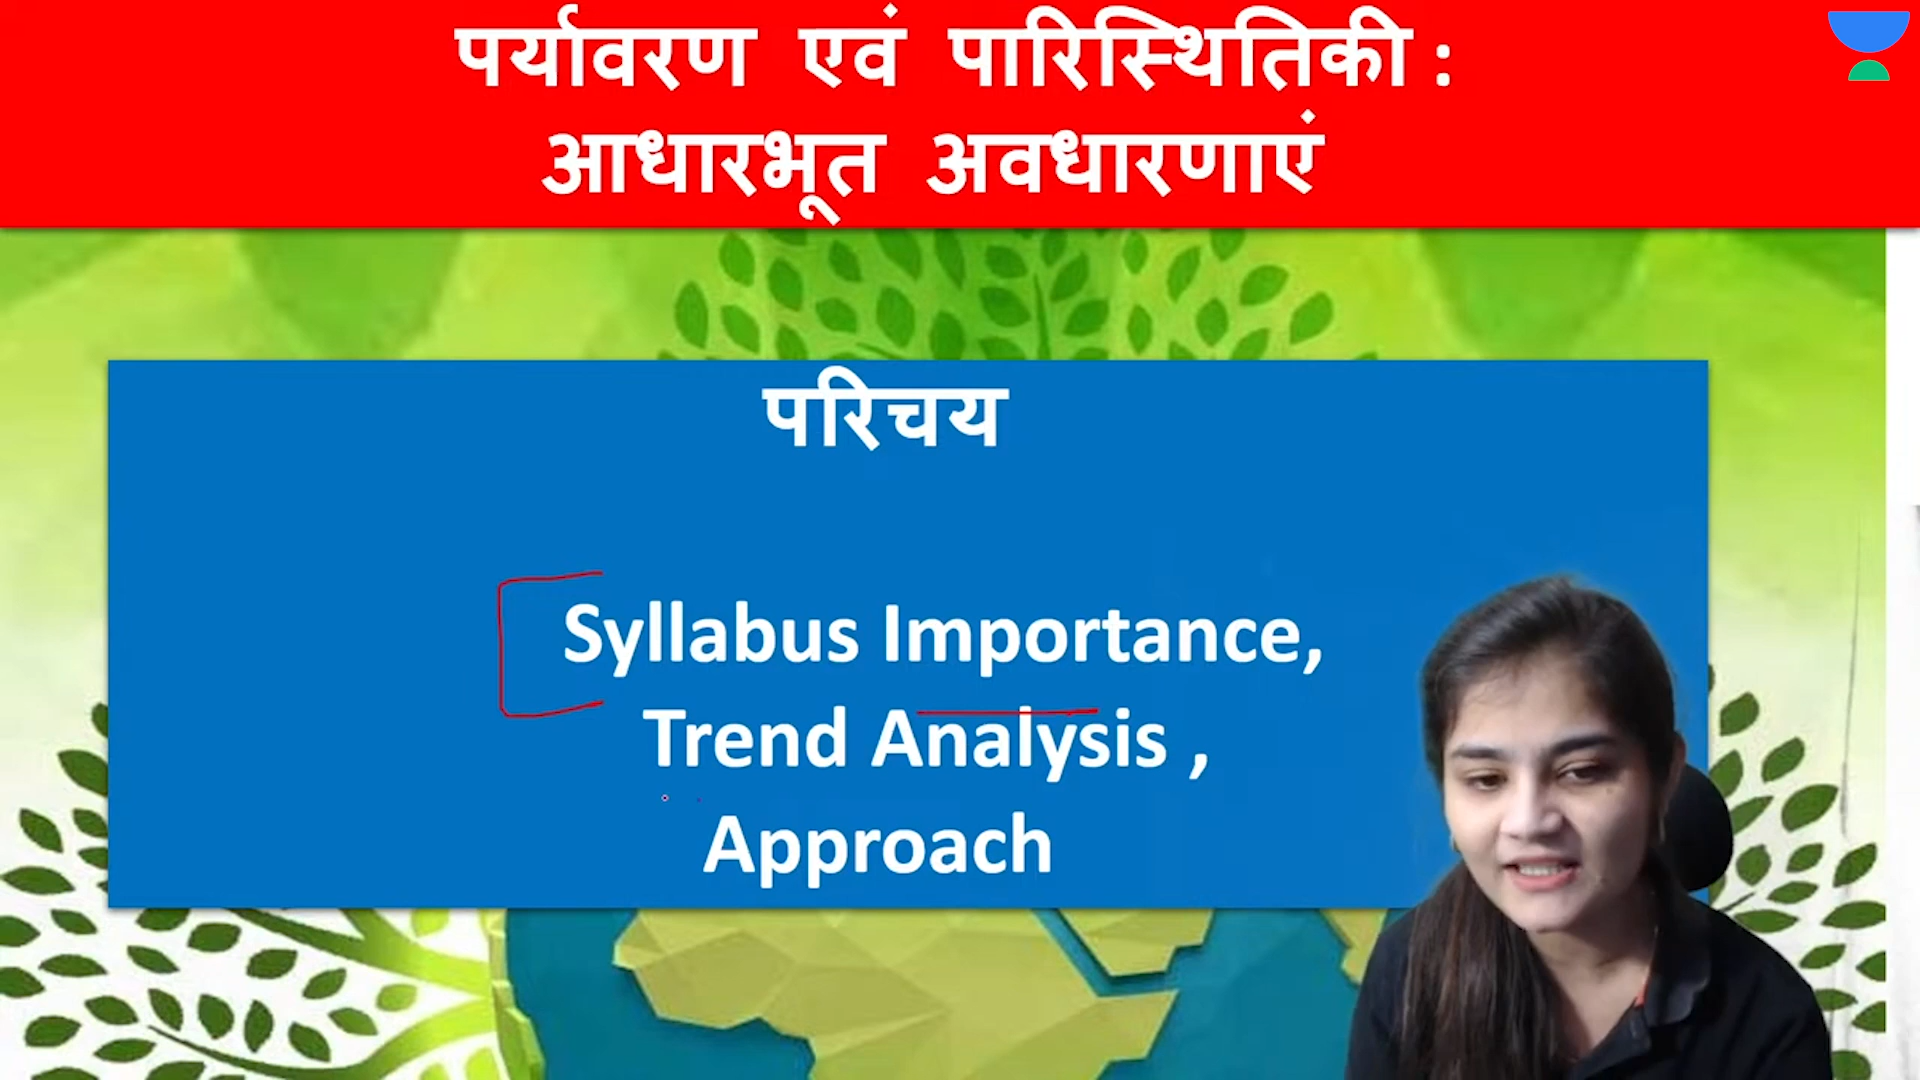 पर्यावरण एवं पारिस्थितिकी :
आधारभूत अवधारणाएं
परिचय
Syllabus Importance,
Trend Analysis ,
Approach